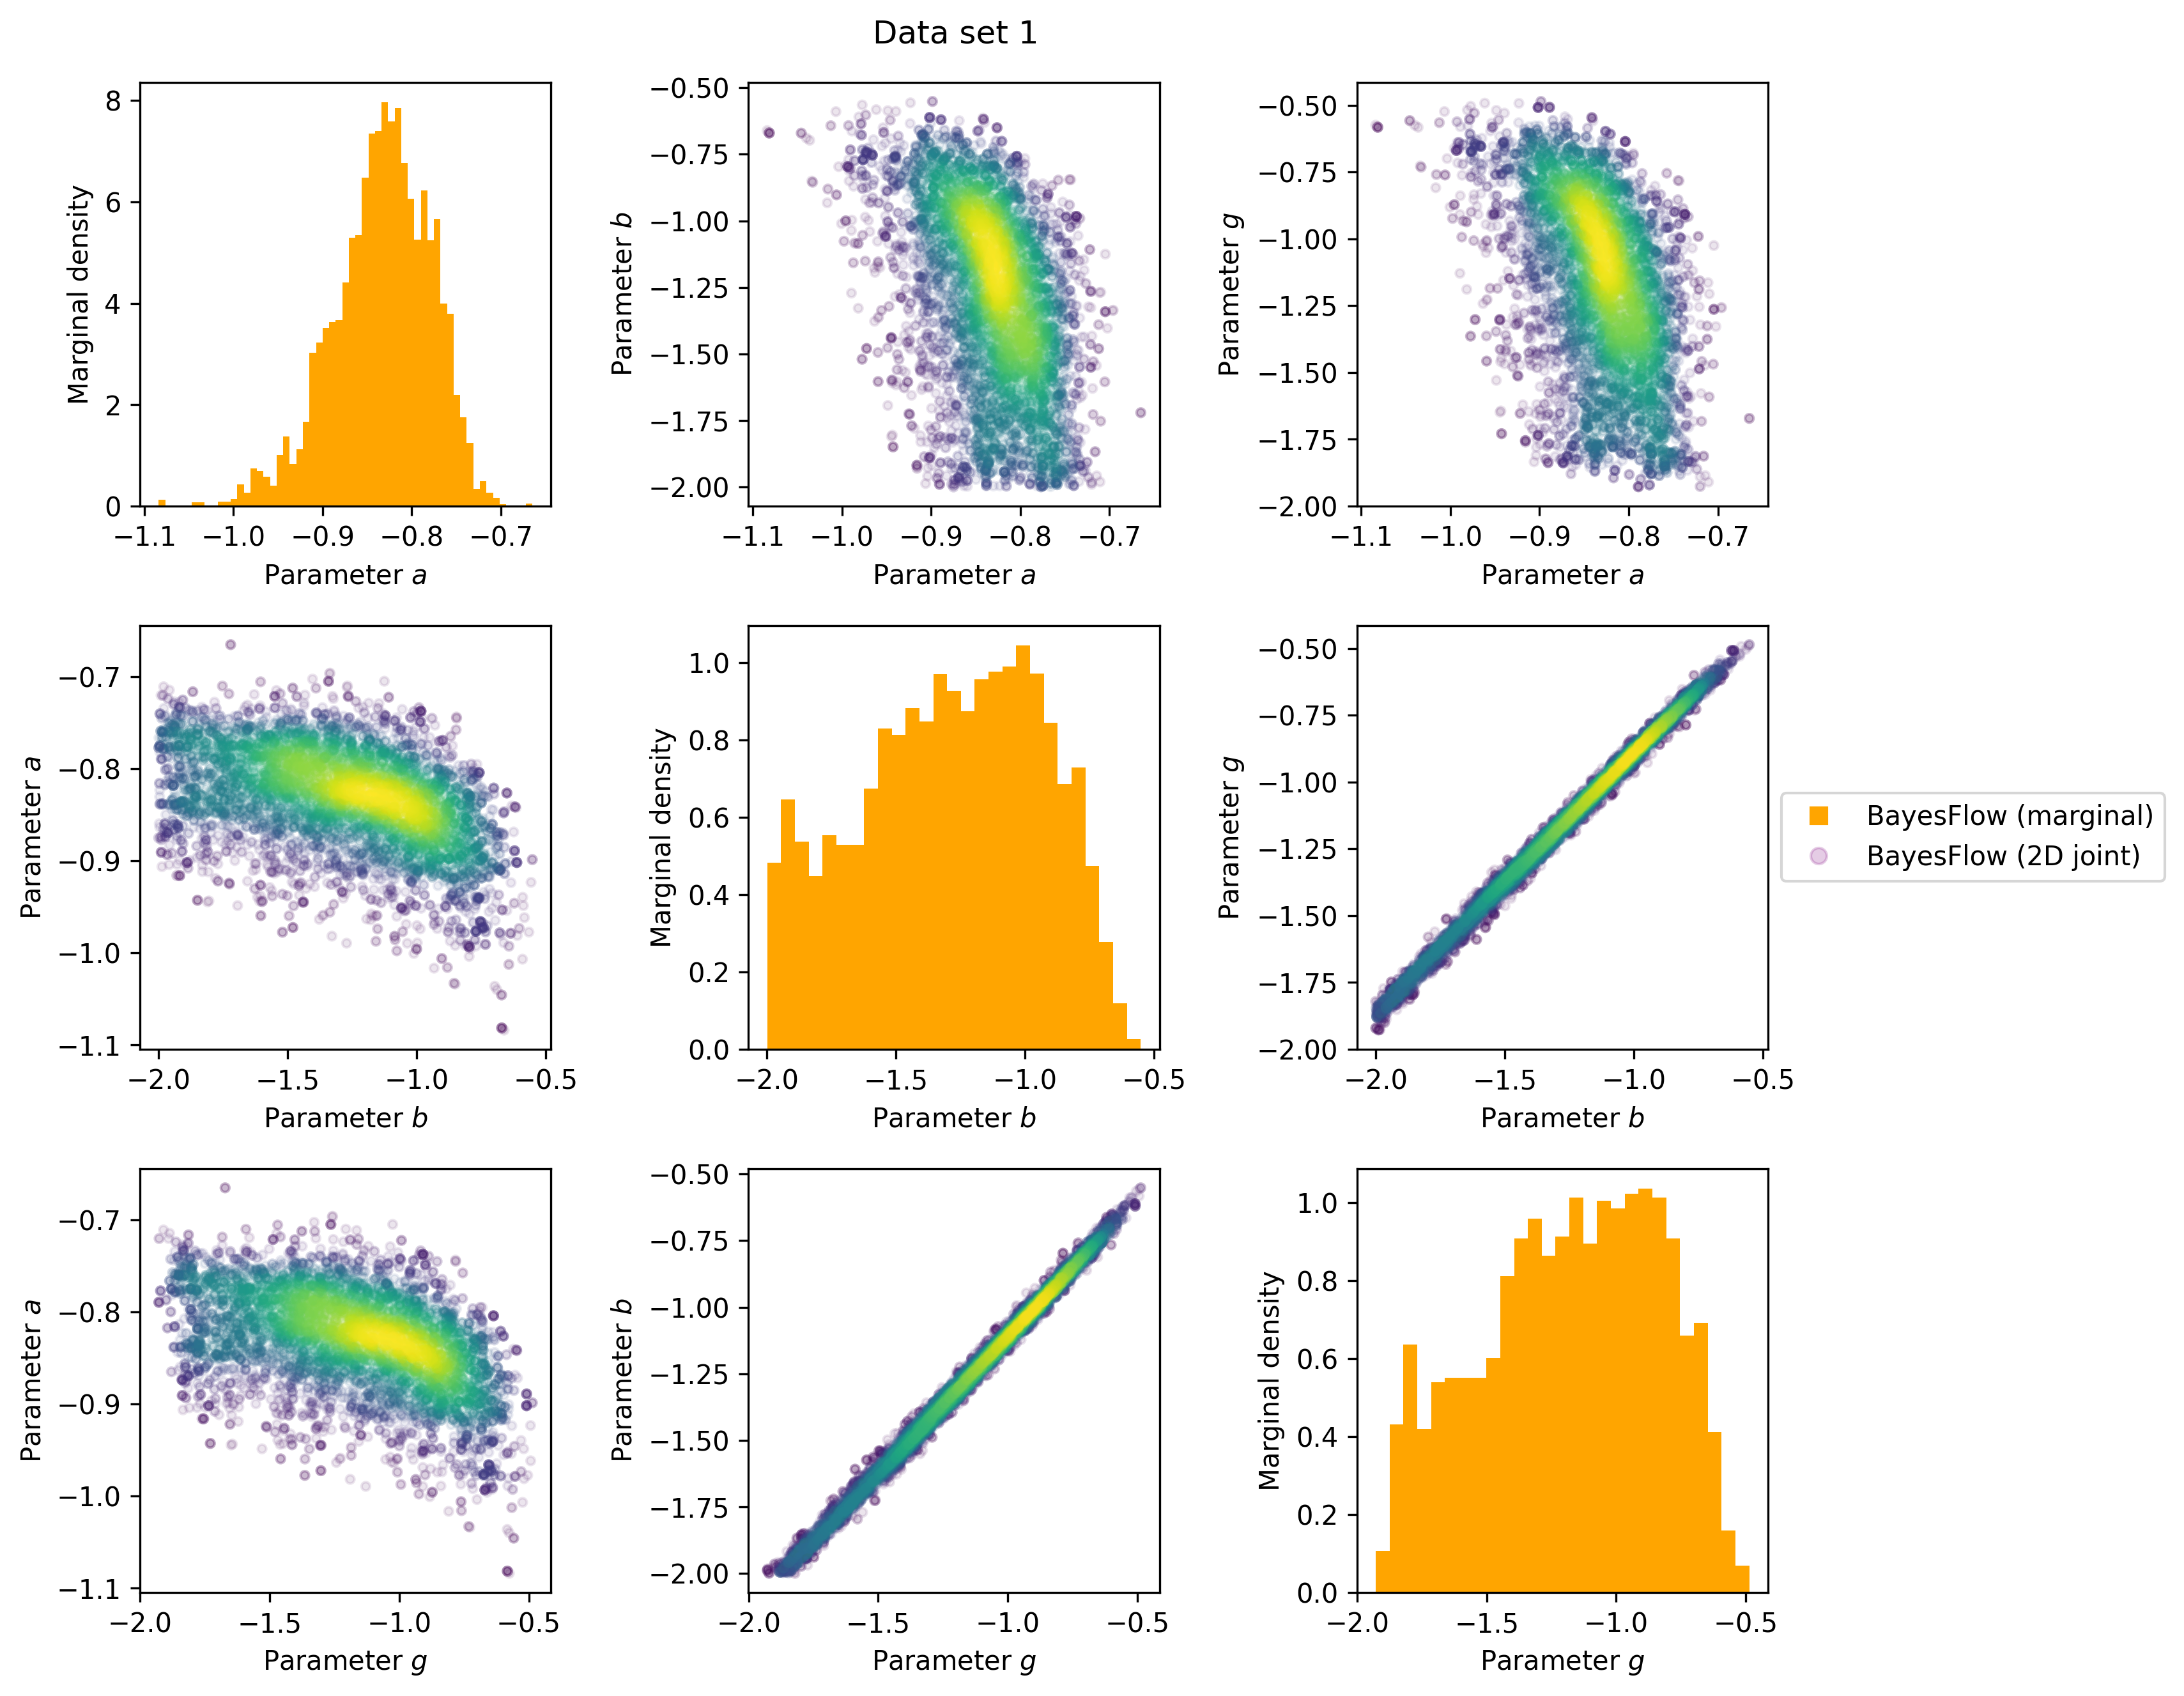 Data set 1
Marginal density
8
6
4
2
0
−1.1 −1.0 −0.9 −0.8 −0.7
Parameter a
Parameter b
−0.50
−0.75
−1.00
−1.25
−1.50
−1.75
−2.00
−1.1 −1.0 −0.9 −0.8 −0.7
Parameter a
Parameter g
−0.50
−0.75
−1.00
−1.25
−1.50
−1.75
−2.00
−1.1 −1.0 −0.9 −0.8 −0.7
Parameter a
Parameter a
−0.7
−0.8
−0.9
−1.0
−1.1
−2.0 −1.5 −1.0 −0.5
Parameter b
Marginal density
1.0
0.8
0.6
0.4
0.2
0.0
−2.0 −1.5 −1.0 −0.5
Parameter b
Parameter g
−0.50
−0.75
−1.00
−1.25
−1.50
−1.75
−2.00
−2.0 −1.5 −1.0 −0.5
Parameter b
BayesFlow (marginal)
BayesFlow (2D joint)
Parameter a
−0.7
−0.8
−0.9
−1.0
−1.1
−2.0 −1.5 −1.0 −0.5
Parameter g
Parameter b
−0.50
−0.75
−1.00
−1.25
−1.50
−1.75
−2.00
−2.0 −1.5 −1.0 −0.5
Parameter g
Marginal density
1.0
0.8
0.6
0.4
0.2
0.0
−2.0 −1.5 −1.0 −0.5
Parameter g